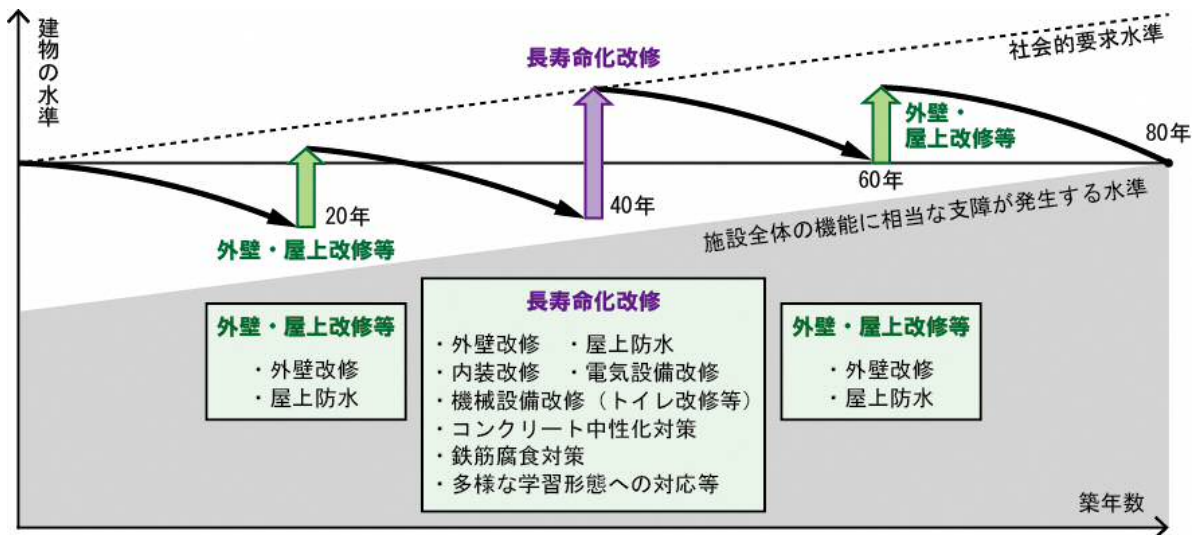 建物の水準
長寿命化改修
社会的要求水準
外壁・
屋上改修等
80年
20年
40年
60年
外壁・屋上改修等
施設全体の機能に相当な支障が発生する水準
外壁・屋上改修等
・外壁改修
・屋上防水
長寿命化改修
・外壁改修　・屋上防水
・内装改修　・電気設備改修
・機械設備改修（トイレ改修等）
・コンクリート中性化対策
・鉄筋腐食対策
・多様な学習形態への対応等
外壁・屋上改修等
・外壁改修
・屋上防水
築年数